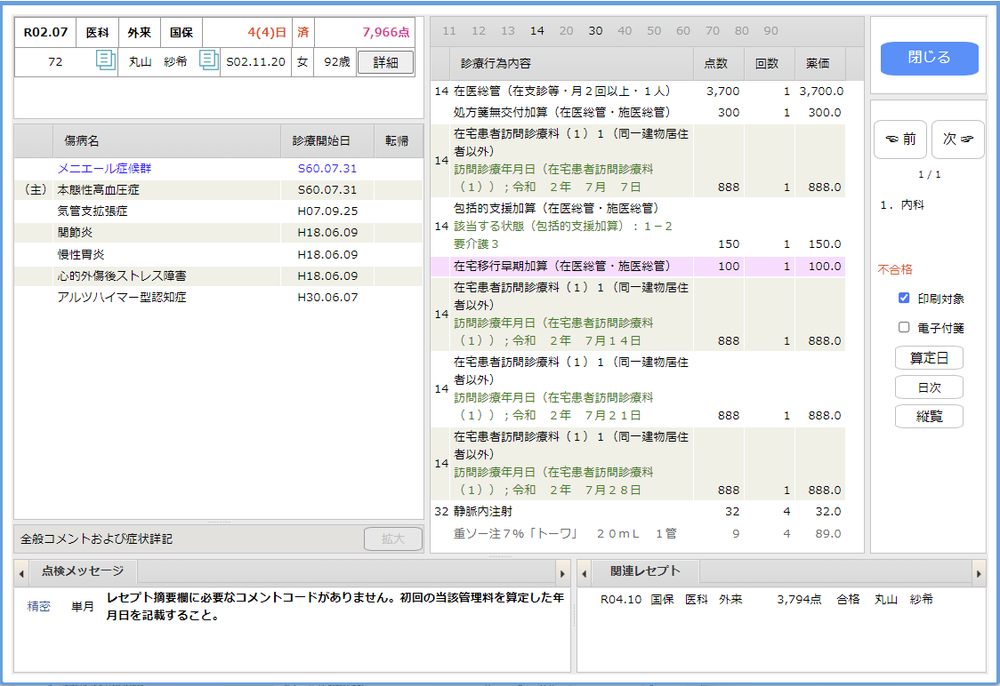 R02.07 医科 外来 国保 4(4)日 済 7,966点
72 丸山 紗希 S02.11.20 女 92歳 詳細
傷病名 診療開始日 転帰
メニエール症候群 S60.07.31
(主) 本態性高血圧症 S60.07.31
気管支拡張症 H07.09.25
関節炎 H18.06.09
慢性胃炎 H18.06.09
心的外傷後ストレス障害 H18.06.09
アルツハイマー型認知症 H30.06.07
全般コメントおよび症状詳記 拡大
11 12 13 14 20 30 40 50 60 70 80 90
診療行為内容 点数 回数 薬価
14 在医総管（在支診等・月２回以上・１人） 3,700 1 3,700.0
処方箋無交付加算（在医総管・施医総管） 300 1 300.0
14 在宅患者訪問診療料（１）１（同一建物居住
者以外）
訪問診療年月日（在宅患者訪問診療料
（１））；令和　２年　７月　７日 888 1 888.0
包括的支援加算（在医総管・施医総管）
14 該当する状態（包括的支援加算）：１－２
要介護３ 150 1 150.0
在宅移行早期加算（在医総管・施医総管） 100 1 100.0
14 在宅患者訪問診療料（１）１（同一建物居住
者以外）
訪問診療年月日（在宅患者訪問診療料
（１））；令和　２年　７月１４日 888 1 888.0
14 在宅患者訪問診療料（１）１（同一建物居住
者以外）
訪問診療年月日（在宅患者訪問診療料
（１））；令和　２年　７月２１日 888 1 888.0
14 在宅患者訪問診療料（１）１（同一建物居住
者以外）
訪問診療年月日（在宅患者訪問診療料
（１））；令和　２年　７月２８日 888 1 888.0
32 静脈内注射 32 4 32.0
重ソー注７％「トーワ」　２０ｍＬ　１管 9 4 89.0
閉じる
前 次
1 / 1
1．内科
不合格
印刷対象
電子付箋
算定日
日次
縦覧
点検メッセージ
精密 単月 レセプト摘要欄に必要なコメントコードがありません。初回の当該管理料を算定した年
月日を記載すること。
関連レセプト
R04.10 国保 医科 外来 3,794点 合格 丸山 紗希